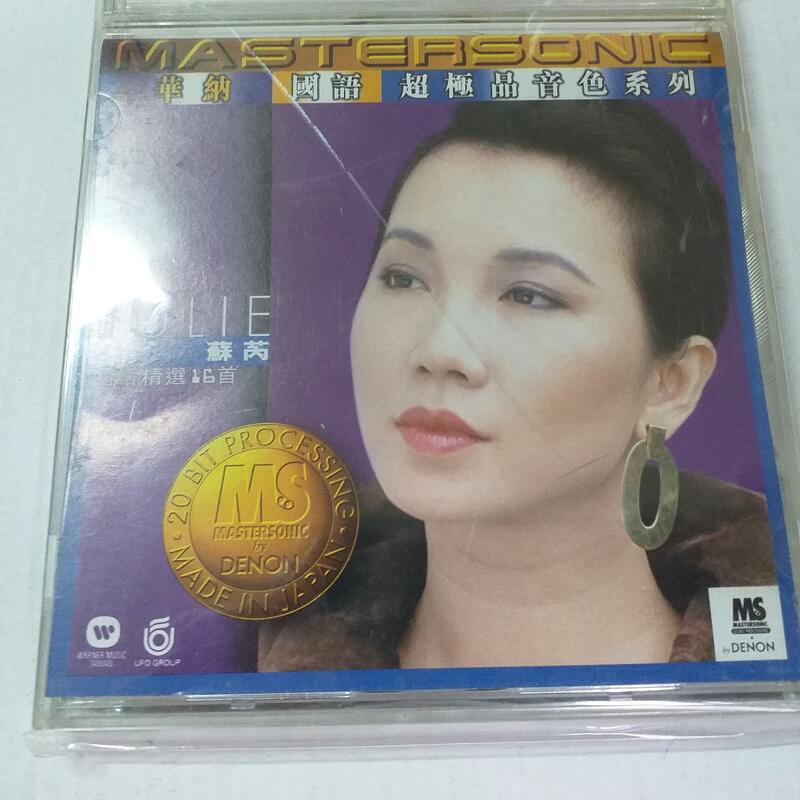 MASTERSONIC
華納 國語 超極品音色系列
蘇芮
精選16首
20 BIT PROCESSING
MS
MASTERSONIC
by
DENON
MADE IN JAPAN
WARNER MUSIC
TAIWAN
UFO GROUP
MS
MASTERSONIC
by DENON